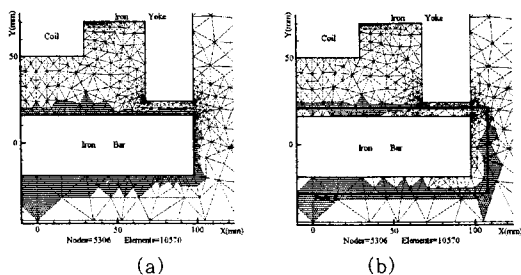 Y(mm)
Iron Yoke
Coil
50
0
Iron Bar
0 50 100 X(mm)
Nodes=5306 Elements=10570
(a)
Y(mm)
Iron Yoke
Coil
50
0
Iron Bar
0 50 100 X(mm)
Nodes=5306 Elements=10570
(b)